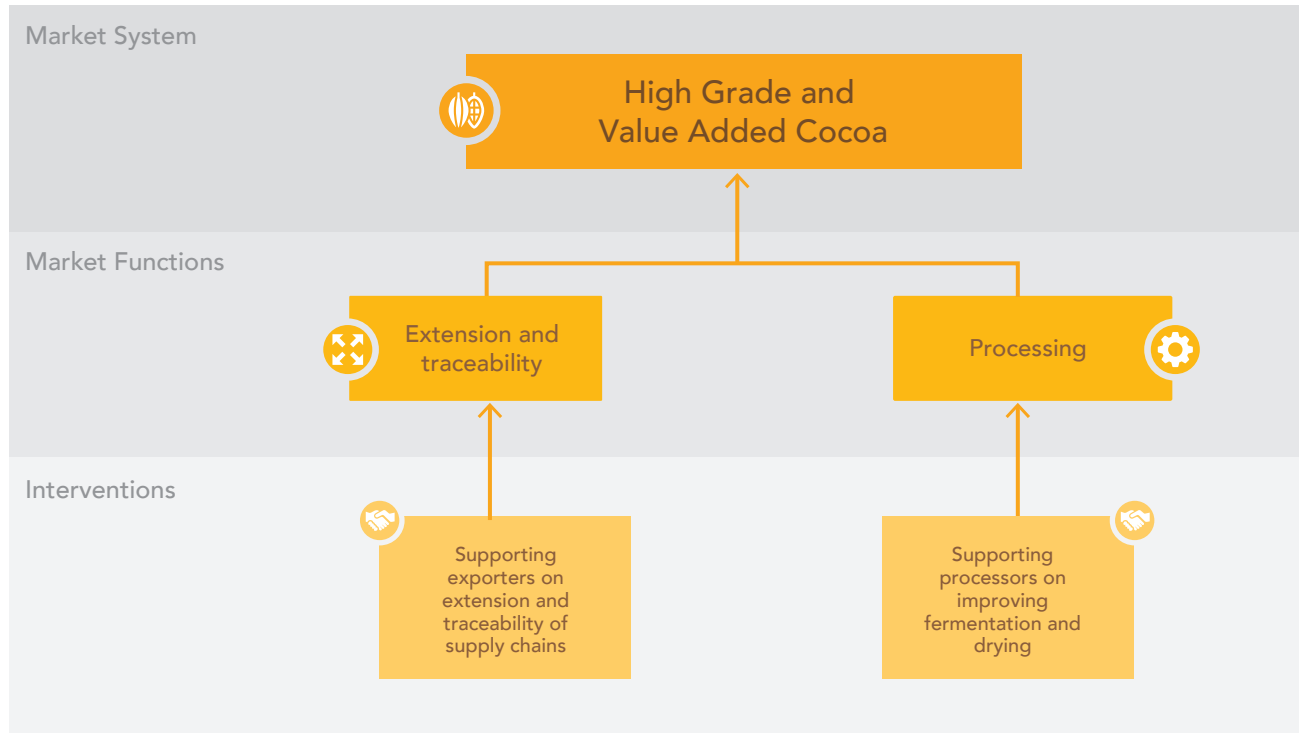 Market System
High Grade and
Value Added Cocoa
Market Functions
Extension and
traceability
Processing
Interventions
Supporting
exporters on
extension and
traceability of
supply chains
Supporting
processors on
improving
fermentation and
drying